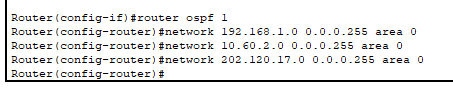 Router(config-if)#router ospf 1
Router(config-router)#network 192.168.1.0 0.0.0.255 area 0
Router(config-router)#network 10.60.2.0 0.0.0.255 area 0
Router(config-router)#network 202.120.17.0 0.0.0.255 area 0
Router(config-router)#